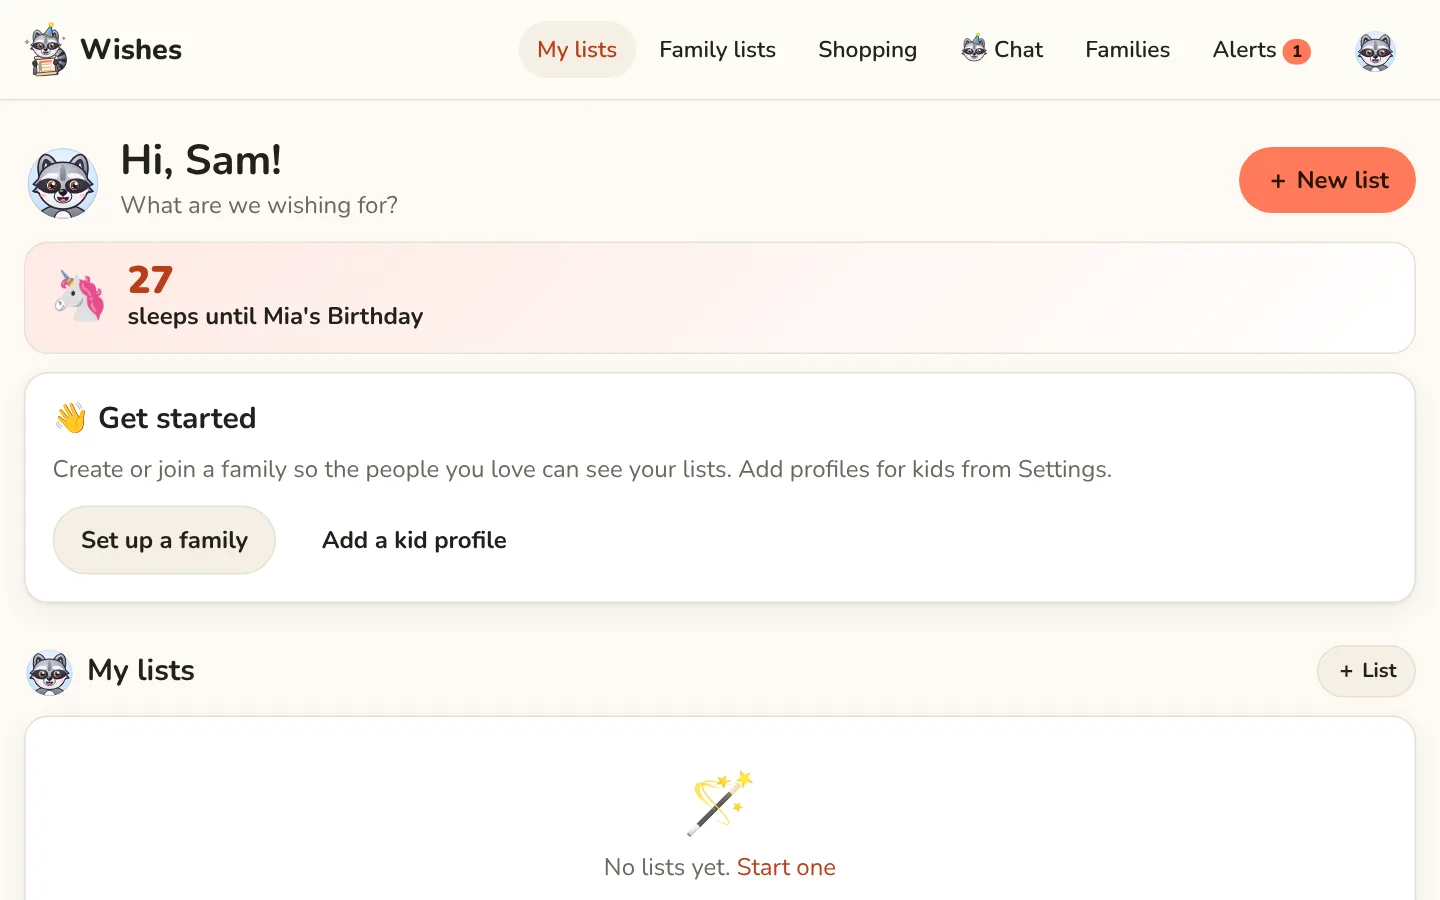 Wishes
My lists
Family lists
Shopping
Chat
Families
Alerts 1
Hi, Sam!
What are we wishing for?
+ New list
27
sleeps until Mia's Birthday
👋 Get started
Create or join a family so the people you love can see your lists. Add profiles for kids from Settings.
Set up a family
Add a kid profile
My lists
+ List
No lists yet. Start one